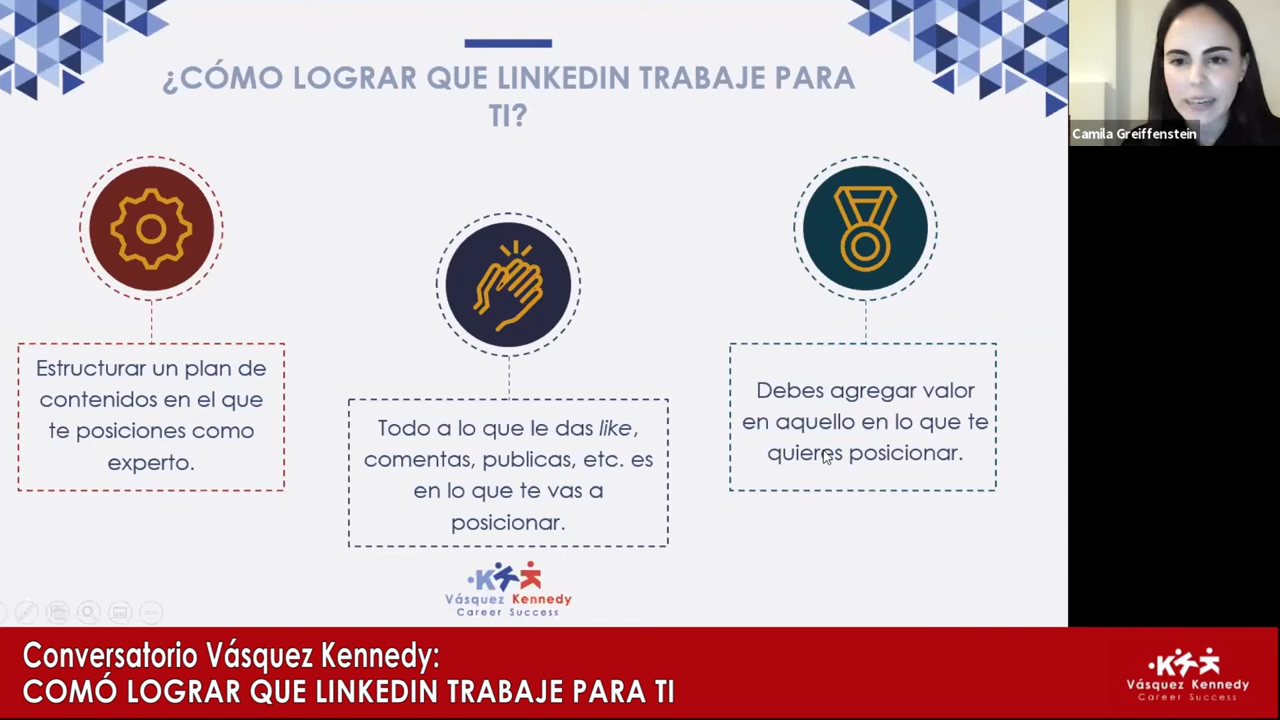 ¿CÓMO LOGRAR QUE LINKEDIN TRABAJE PARA
TI?
Camila Greiffenstein
Estructurar un plan de
contenidos en el que
te posiciones como
experto.
Todo a lo que le das like,
comentas, publicas, etc. es
en lo que te vas a
posicionar.
Debes agregar valor
en aquello en lo que te
quieres posicionar.
Vásquez Kennedy
Career Success
Conversatorio Vásquez Kennedy:
COMÓ LOGRAR QUE LINKEDIN TRABAJE PARA TI
Vásquez Kennedy
Career Success